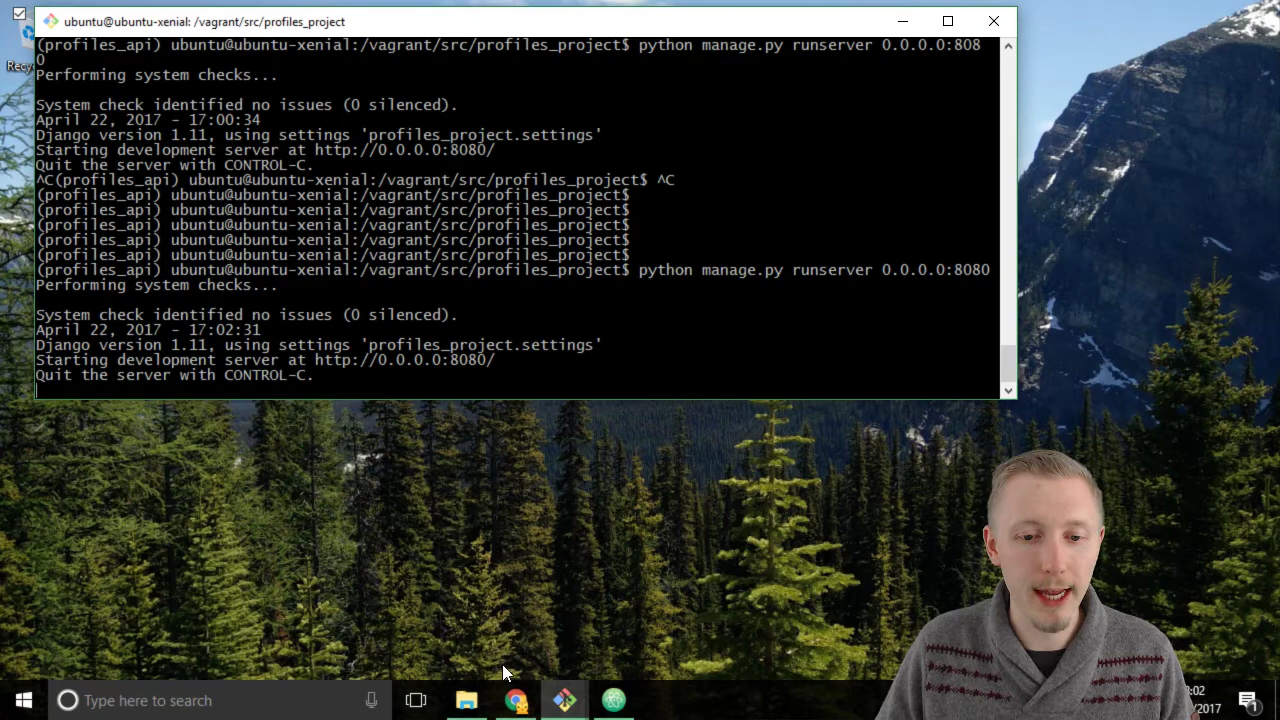 ubuntu@ubuntu-xenial: /vagrant/src/profiles_project
(profiles_api) ubuntu@ubuntu-xenial:/vagrant/src/profiles_project$ python manage.py runserver 0.0.0.0:808
0
Performing system checks...
System check identified no issues (0 silenced).
April 22, 2017 - 17:00:34
Django version 1.11, using settings 'profiles_project.settings'
Starting development server at http://0.0.0.0:8080/
Quit the server with CONTROL-C.
^C(profiles_api) ubuntu@ubuntu-xenial:/vagrant/src/profiles_project$ ^C
(profiles_api) ubuntu@ubuntu-xenial:/vagrant/src/profiles_project$
(profiles_api) ubuntu@ubuntu-xenial:/vagrant/src/profiles_project$
(profiles_api) ubuntu@ubuntu-xenial:/vagrant/src/profiles_project$
(profiles_api) ubuntu@ubuntu-xenial:/vagrant/src/profiles_project$
(profiles_api) ubuntu@ubuntu-xenial:/vagrant/src/profiles_project$
(profiles_api) ubuntu@ubuntu-xenial:/vagrant/src/profiles_project$ python manage.py runserver 0.0.0.0:8080
Performing system checks...
System check identified no issues (0 silenced).
April 22, 2017 - 17:02:31
Django version 1.11, using settings 'profiles_project.settings'
Starting development server at http://0.0.0.0:8080/
Quit the server with CONTROL-C.
Recy
Type here to search
:02
/2017
1